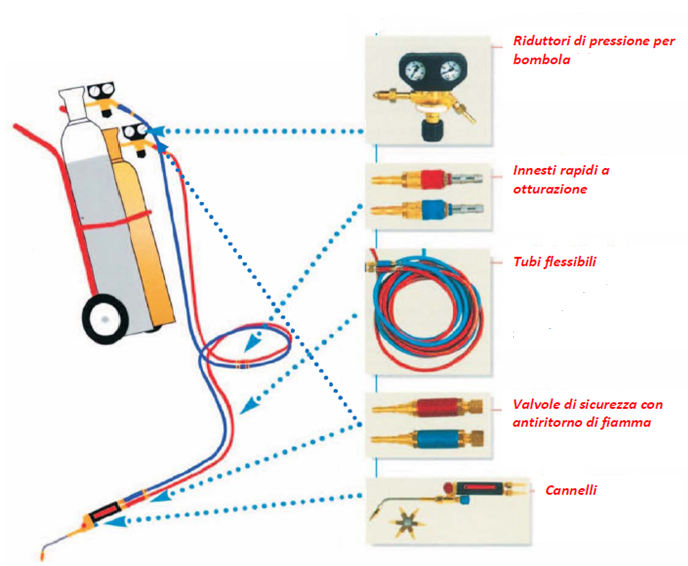 Riduttori di pressione per
bombola
Innesti rapidi a
otturazione
Tubi flessibili
Valvole di sicurezza con
antiritorno di fiamma
Cannelli